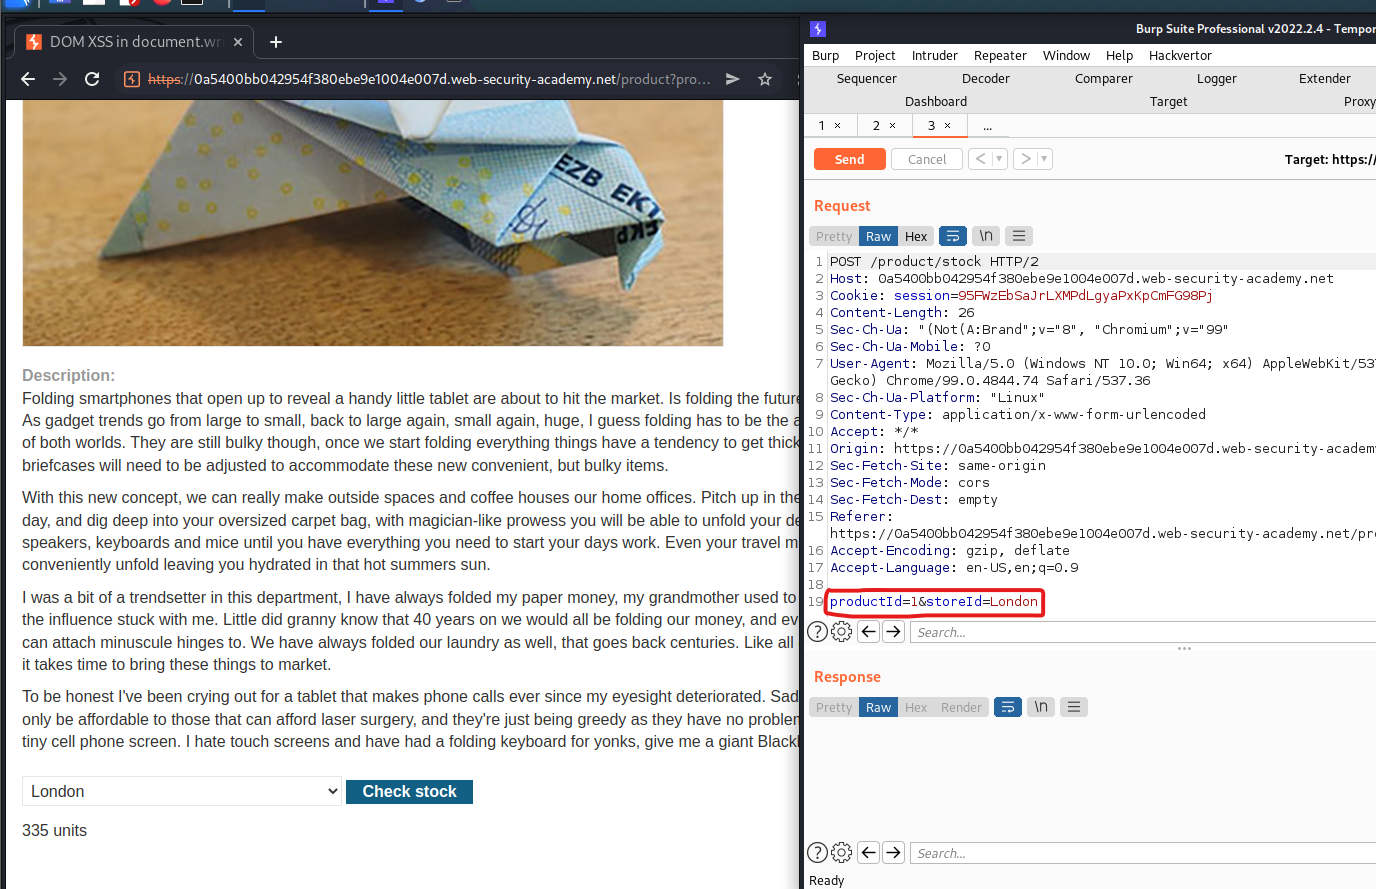 DOM XSS in document.wri
https://0a5400bb042954f380ebe9e1004e007d.web-security-academy.net/product?pro...
EZB EKT
EKP
Description:
Folding smartphones that open up to reveal a handy little tablet are about to hit the market. Is folding the future
As gadget trends go from large to small, back to large again, small again, huge, I guess folding has to be the a
of both worlds. They are still bulky though, once we start folding everything things have a tendency to get thick
briefcases will need to be adjusted to accommodate these new convenient, but bulky items.
With this new concept, we can really make outside spaces and coffee houses our home offices. Pitch up in the
day, and dig deep into your oversized carpet bag, with magician-like prowess you will be able to unfold your de
speakers, keyboards and mice until you have everything you need to start your days work. Even your travel m
conveniently unfold leaving you hydrated in that hot summers sun.
I was a bit of a trendsetter in this department, I have always folded my paper money, my grandmother used to
the influence stuck with me. Little did granny know that 40 years on we would all be folding our money, and ev
can attach minuscule hinges to. We have always folded our laundry as well, that goes back centuries. Like all
it takes time to bring these things to market.
To be honest I've been crying out for a tablet that makes phone calls ever since my eyesight deteriorated. Sad
only be affordable to those that can afford laser surgery, and they're just being greedy as they have no problem
tiny cell phone screen. I hate touch screens and have had a folding keyboard for yonks, give me a giant Black
London
Check stock
335 units
Burp Suite Professional v2022.2.4 - Tempor
Burp Project Intruder Repeater Window Help Hackvertor
Sequencer Decoder Comparer Logger Extender
Dashboard Target Proxy
1 × 2 × 3 × ...
Send Cancel < >
Target: https://
Request
Pretty Raw Hex \n
1 POST /product/stock HTTP/2
2 Host: 0a5400bb042954f380ebe9e1004e007d.web-security-academy.net
3 Cookie: session=95FWzEbSaJrLXMPdLgyaPxKpCmFG98Pj
4 Content-Length: 26
5 Sec-Ch-Ua: "(Not(A:Brand";v="8", "Chromium";v="99"
6 Sec-Ch-Ua-Mobile: ?0
7 User-Agent: Mozilla/5.0 (Windows NT 10.0; Win64; x64) AppleWebKit/537
Gecko) Chrome/99.0.4844.74 Safari/537.36
8 Sec-Ch-Ua-Platform: "Linux"
9 Content-Type: application/x-www-form-urlencoded
10 Accept: */*
11 Origin: https://0a5400bb042954f380ebe9e1004e007d.web-security-academ
12 Sec-Fetch-Site: same-origin
13 Sec-Fetch-Mode: cors
14 Sec-Fetch-Dest: empty
15 Referer:
https://0a5400bb042954f380ebe9e1004e007d.web-security-academy.net/pro
16 Accept-Encoding: gzip, deflate
17 Accept-Language: en-US,en;q=0.9
18
19 productId=1&storeId=London
Search...
Response
Pretty Raw Hex Render \n
Search...
Ready